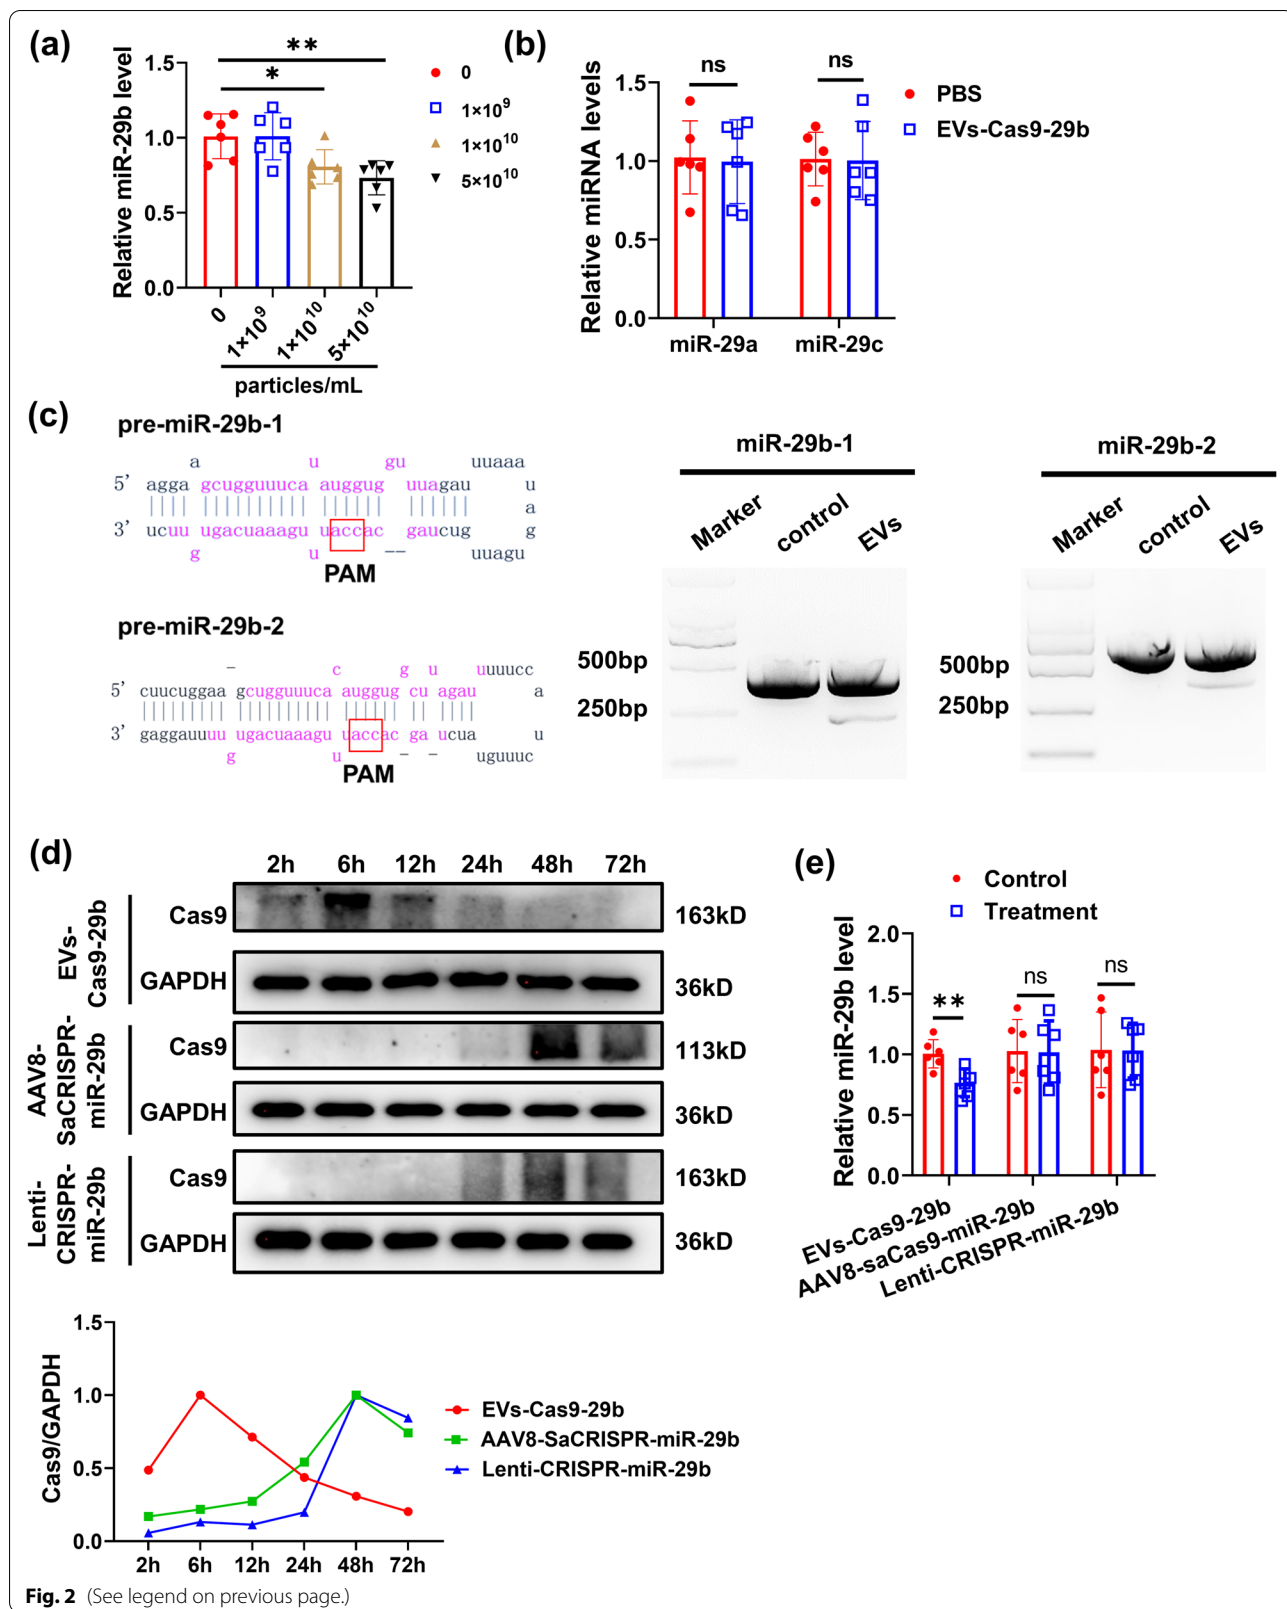 (a)
Relative miR-29b level
1.5
1.0
0.5
0.0
**
*
0
1×10⁹
1×10¹⁰
5×10¹⁰
0
1×10⁹
1×10¹⁰
5×10¹⁰
particles/mL
(b)
Relative miRNA levels
1.5
1.0
0.5
0.0
ns
ns
PBS
EVs-Cas9-29b
miR-29a
miR-29c
(c)
pre-miR-29b-1
a u gu uuaaa
5’ agga gcugguuuca auggug uuagau u
a
3’ ucuu ugacuaaagu uaccac gaucug g
g u -- uuagu
PAM
pre-miR-29b-2
- c g u uuuucc
5’ cuucuggaa gcugguuuca auggug cu agau a
3’ gaggauuuu ugacuaaagu uaccac ga ucua u
g u - - uguuuc
PAM
miR-29b-1
Marker control EVs
500bp
250bp
miR-29b-2
Marker control EVs
500bp
250bp
(d)
2h 6h 12h 24h 48h 72h
EVs-
Cas9-29b
Cas9 163kD
GAPDH 36kD
AAV8-
SaCRISPR-
miR-29b
Cas9 113kD
GAPDH 36kD
Lenti-
CRISPR-
miR-29b
Cas9 163kD
GAPDH 36kD
Cas9/GAPDH
1.5
1.0
0.5
0.0
2h 6h 12h 24h 48h 72h
EVs-Cas9-29b
AAV8-SaCRISPR-miR-29b
Lenti-CRISPR-miR-29b
(e)
Control
Treatment
Relative miR-29b level
2.0
1.5
1.0
0.5
0.0
**
ns
ns
EVs-Cas9-29b
AAV8-saCas9-miR-29b
Lenti-CRISPR-miR-29b
Fig. 2 (See legend on previous page.)